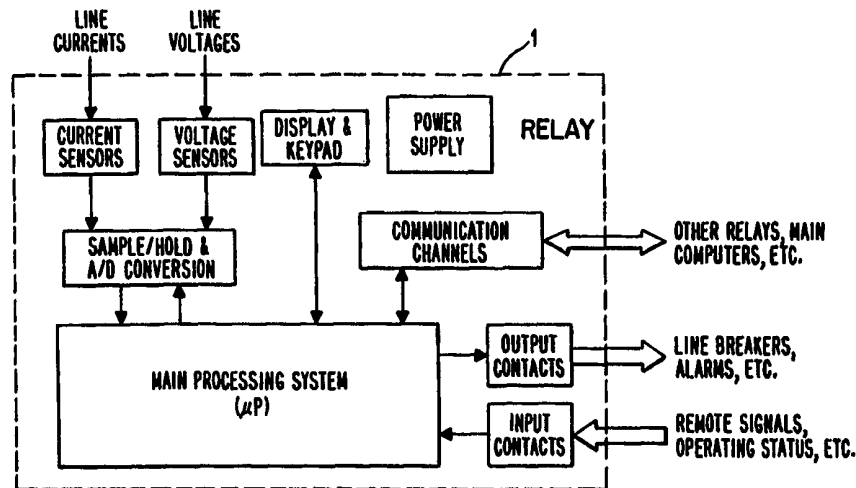 LINE
CURRENTS
LINE
VOLTAGES
1
CURRENT
SENSORS
VOLTAGE
SENSORS
DISPLAY &
KEYPAD
POWER
SUPPLY
RELAY
SAMPLE/HOLD &
A/D CONVERSION
COMMUNICATION
CHANNELS
OTHER RELAYS, MAIN
COMPUTERS, ETC.
MAIN PROCESSING SYSTEM
(μP)
OUTPUT
CONTACTS
LINE BREAKERS,
ALARMS, ETC.
INPUT
CONTACTS
REMOTE SIGNALS,
OPERATING STATUS, ETC.